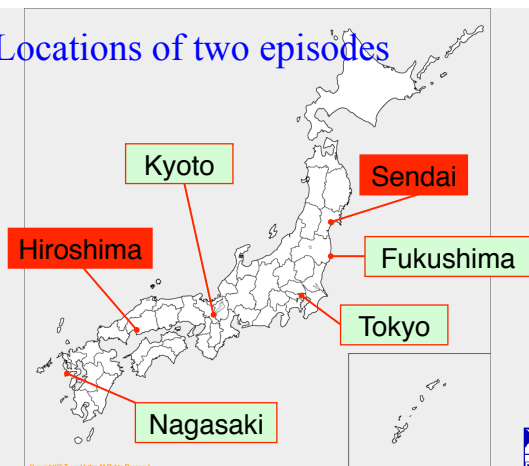 Locations of two episodes
Kyoto
Sendai
Hiroshima
Fukushima
Tokyo
Nagasaki